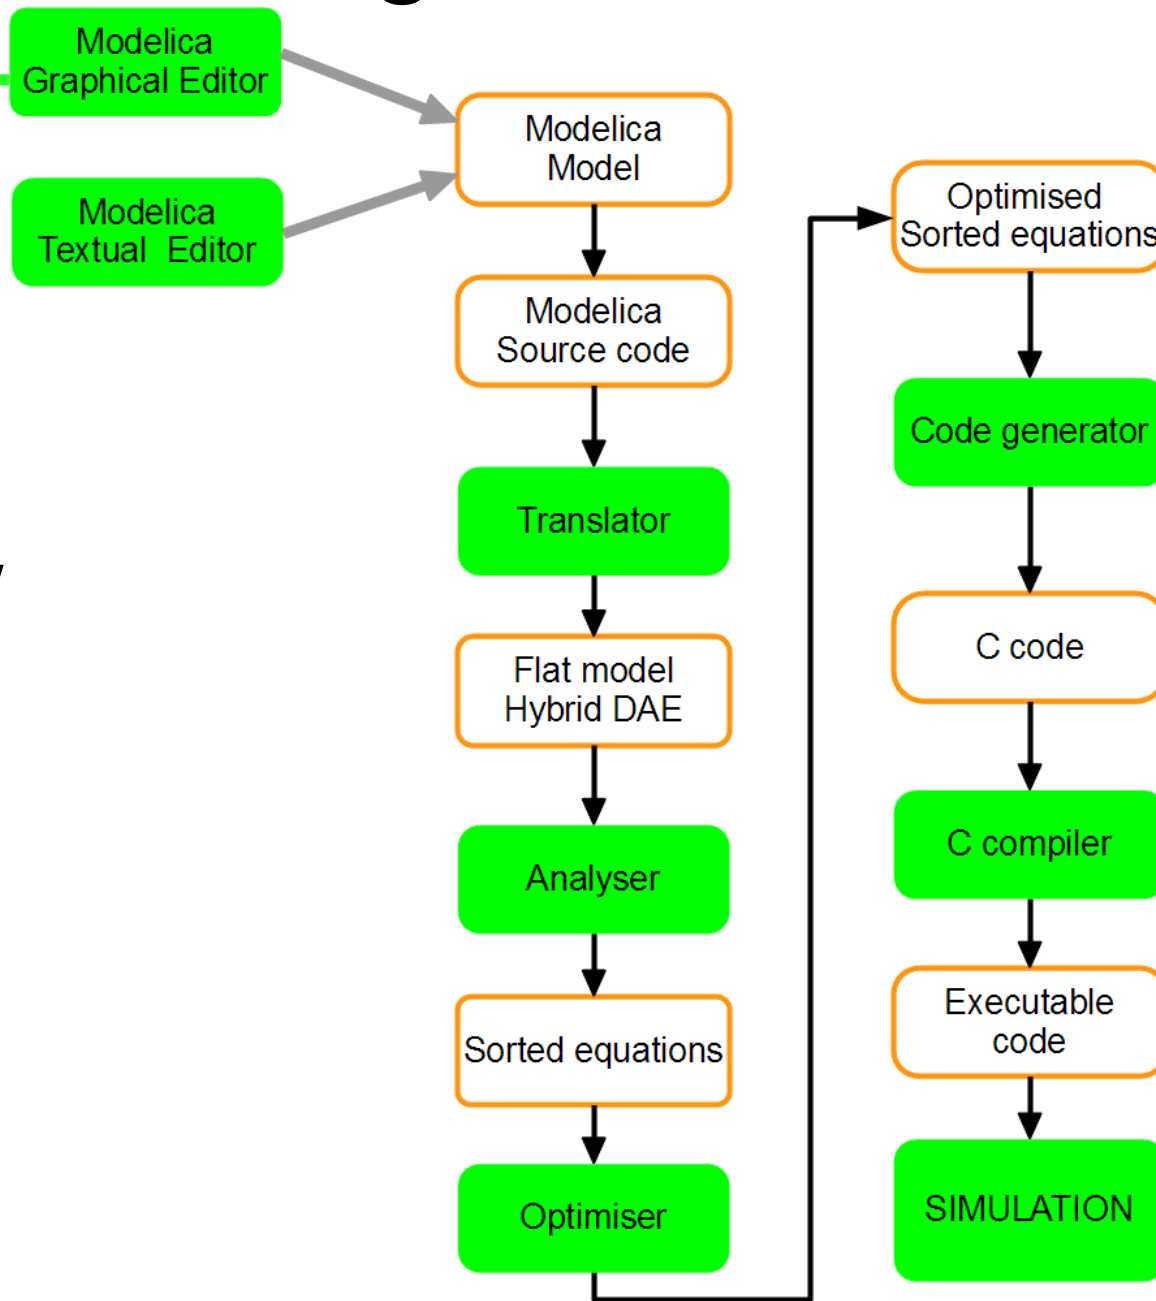 Modelica
Graphical Editor
Modelica
Textual Editor
Modelica
Model
Modelica
Source code
Translator
Flat model
Hybrid DAE
Analyser
Sorted equations
Optimiser
Optimised
Sorted equations
Code generator
C code
C compiler
Executable
code
SIMULATION